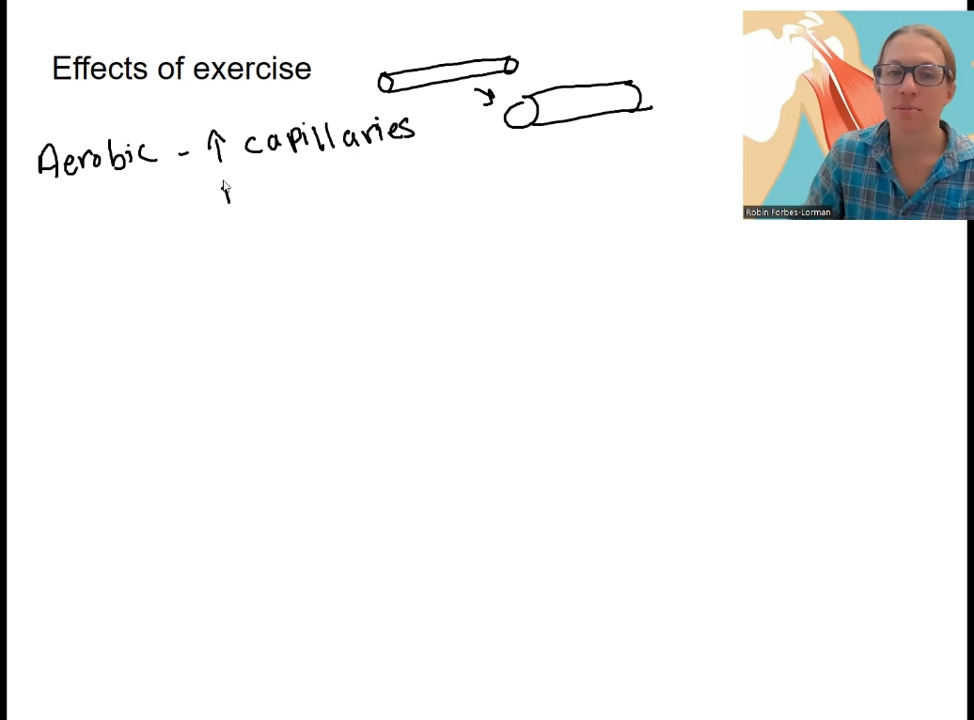 Effects of exercise
Aerobic - ↑ capillaries
↑
Robin Forbes-Lorman